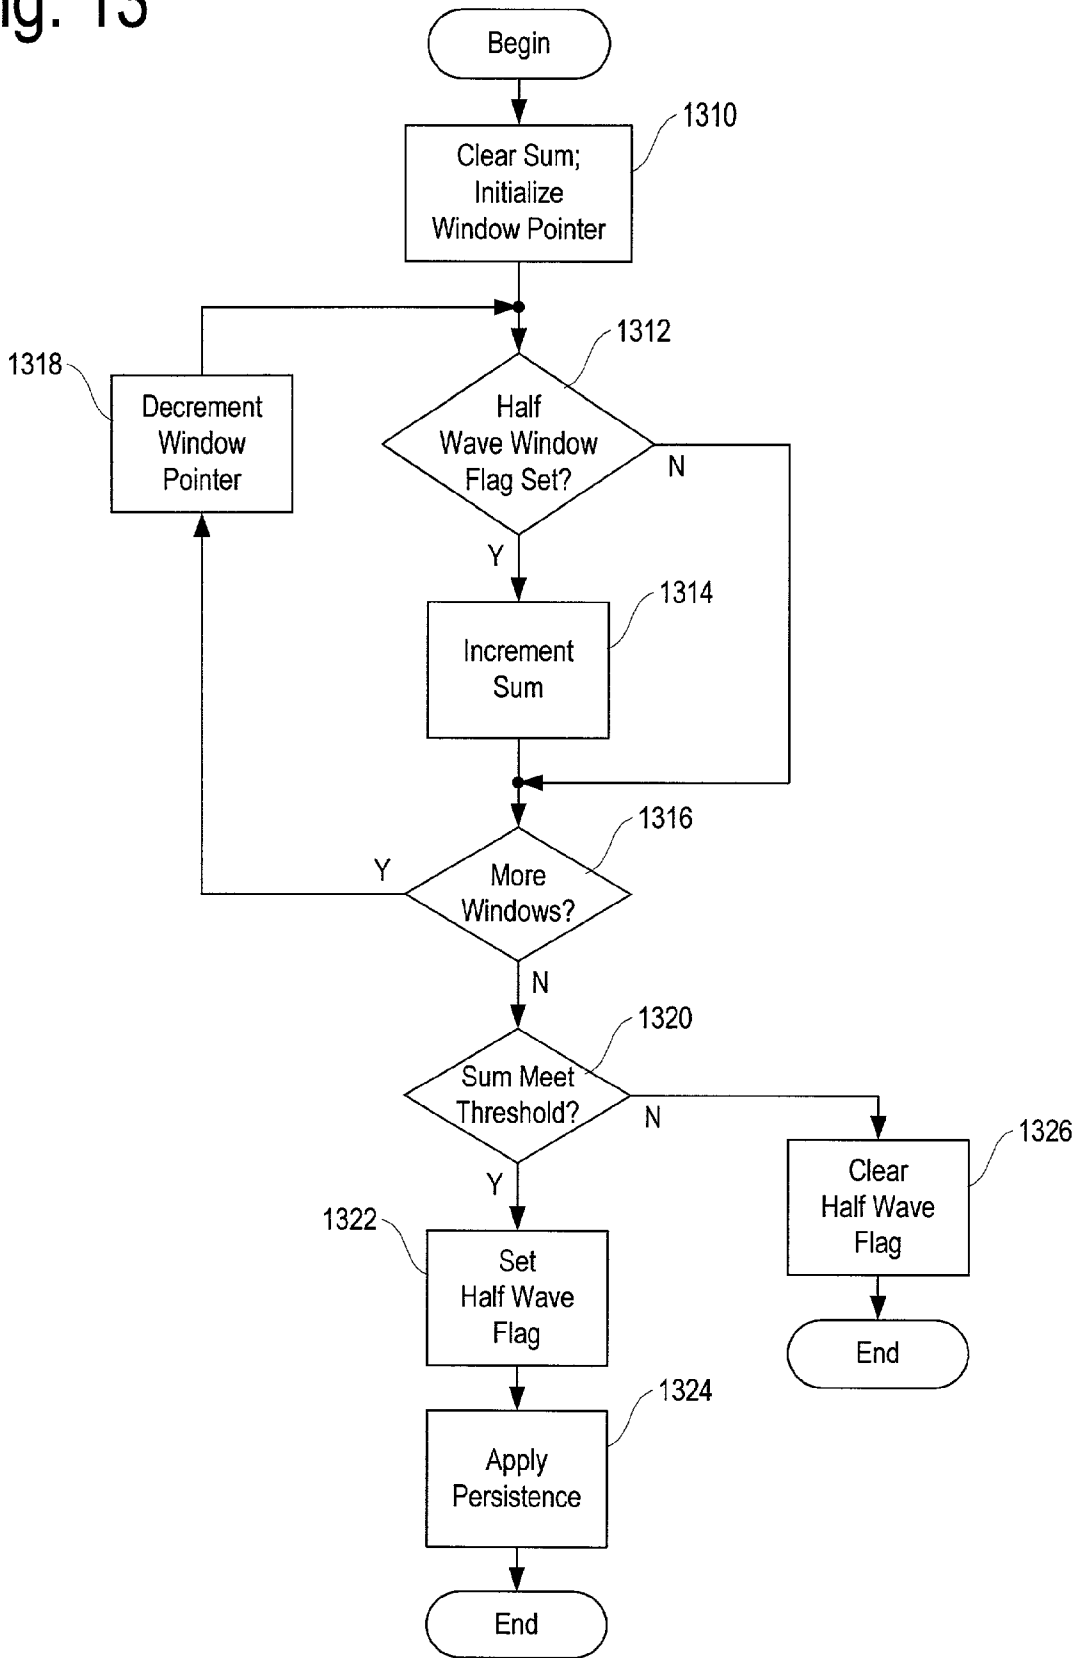 ig. 13
Begin
1310
Clear Sum;
Initialize
Window Pointer
1312
1318
Decrement
Window
Pointer
Half
Wave Window
Flag Set?
N
Y
1314
Increment
Sum
1316
Y
More
Windows?
N
1320
Sum Meet
Threshold?
N
1326
Y
Clear
Half Wave
Flag
1322
Set
Half Wave
Flag
End
1324
Apply
Persistence
End